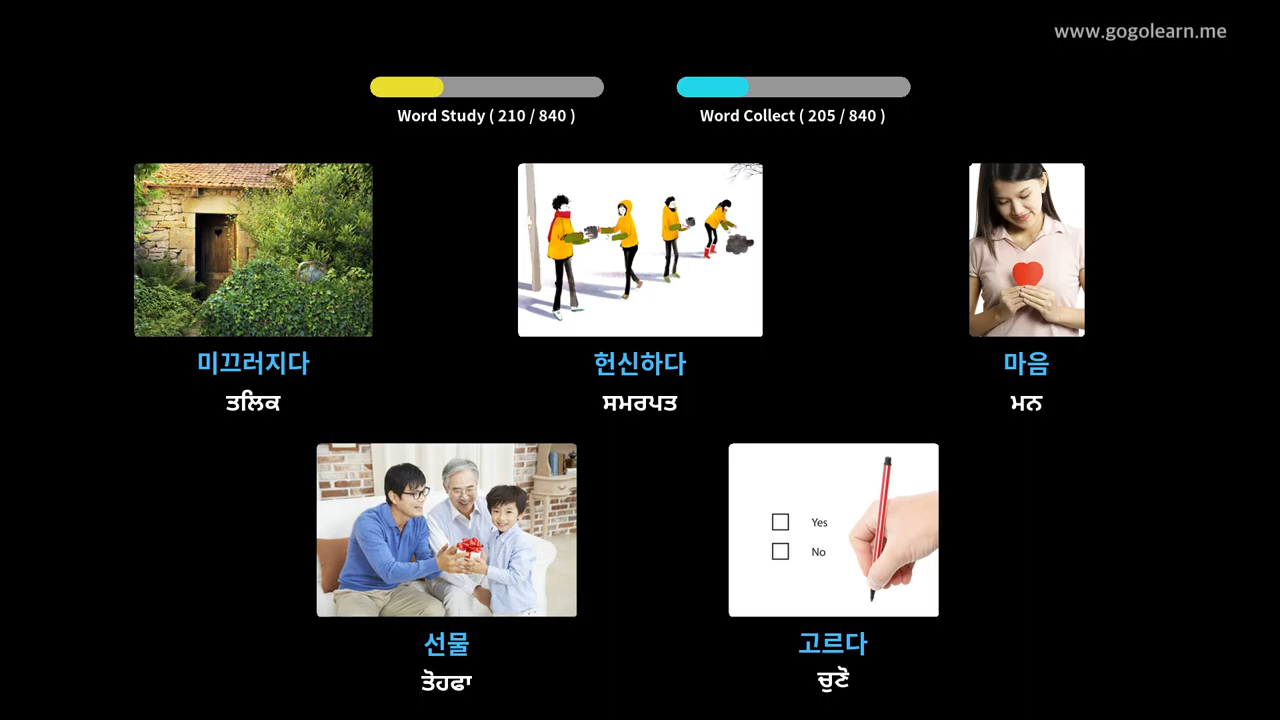 www.gogolearn.me
Word Study ( 210 / 840 )
Word Collect ( 205 / 840 )
미끄러지다
ਤਲਿਕ
헌신하다
ਸਮਰਪਤ
마음
ਮਨ
Yes
No
선물
ਤੋਹਫਾ
고르다
ਚੁਣੋ